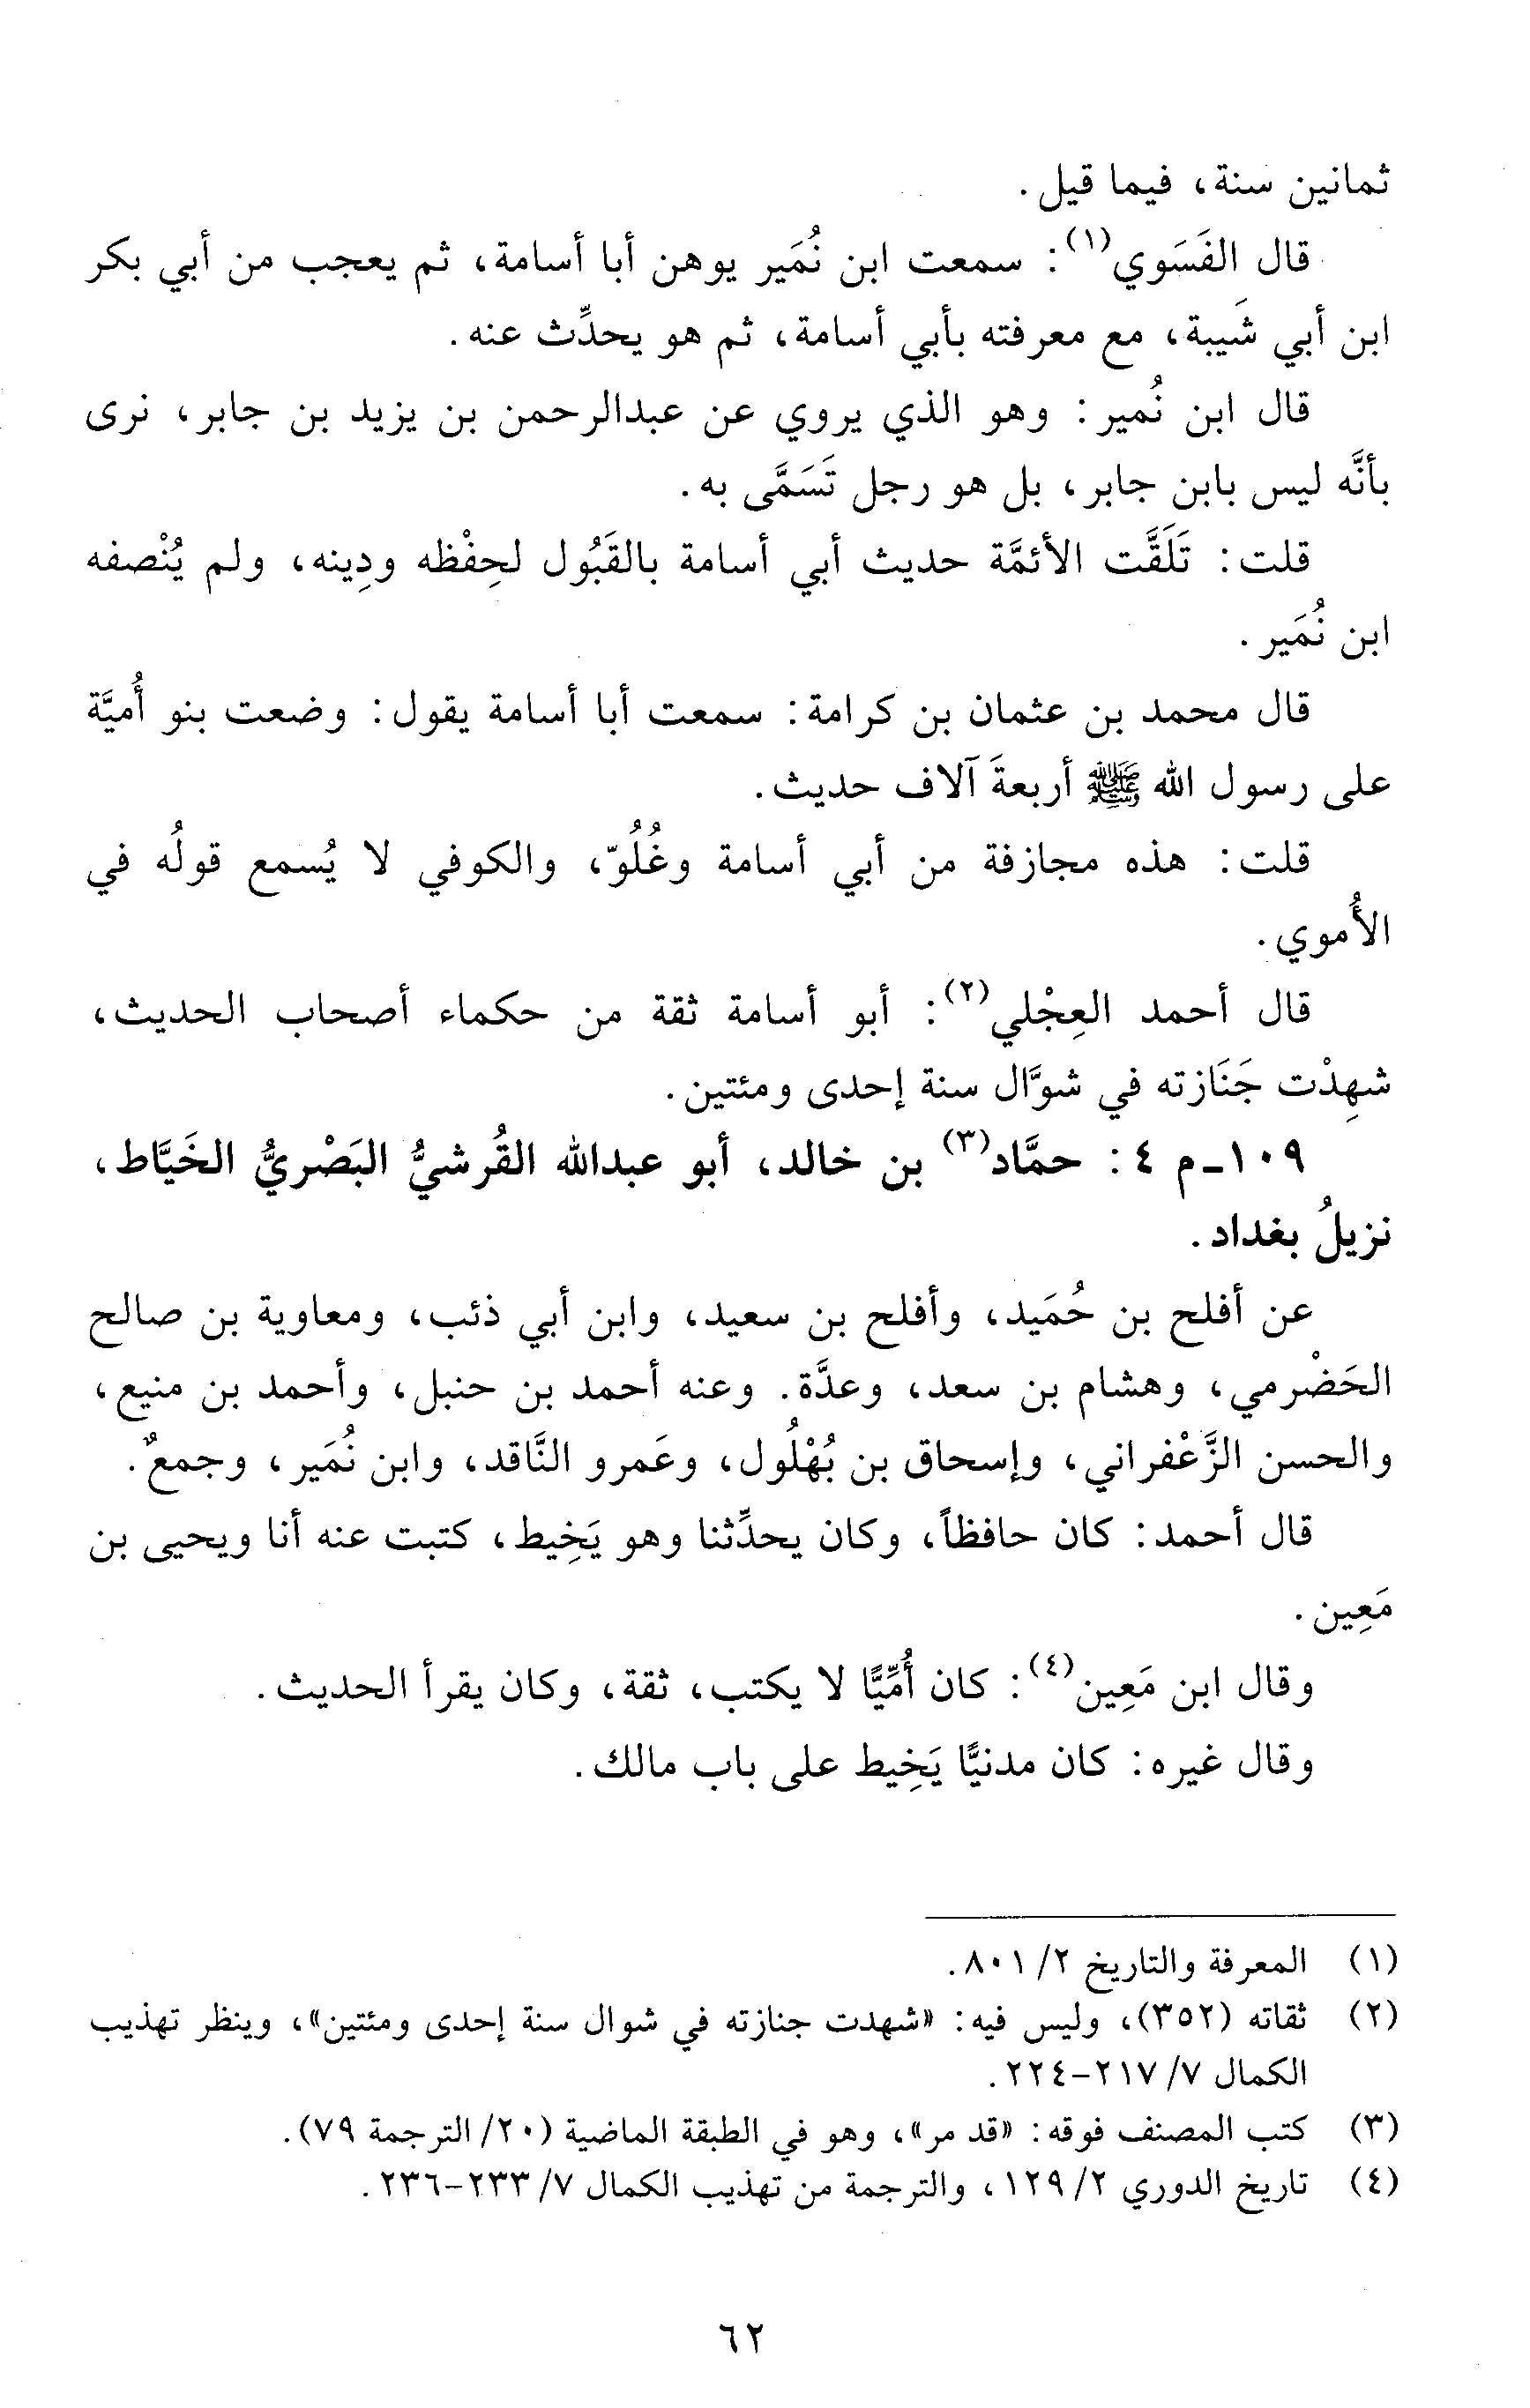 ثمانين سنة، فيما قيل.
قال الفَسَوي(١): سمعت ابن نُمَير يوهن أبا أسامة، ثم يعجب من أبي بكر
ابن أبي شَيبة، مع معرفته بأبي أسامة، ثم هو يحدِّث عنه.
قال ابن نُمير: وهو الذي يروي عن عبدالرحمن بن يزيد بن جابر، نرى
بأنَّه ليس بابن جابر، بل هو رجل تَسَمَّى به.
قلت: تَلَقَّت الأئمَّة حديث أبي أسامة بالقَبُول لحِفْظه ودِينه، ولم يُنْصفه
ابن نُمَير.
قال محمد بن عثمان بن كرامة: سمعت أبا أسامة يقول: وضعت بنو أُميَّة
على رسول الله ﷺ أربعةَ آلاف حديث.
قلت: هذه مجازفة من أبي أسامة وغُلُوّ، والكوفي لا يُسمع قولُه في
الأُموي.
قال أحمد العِجْلي(٢): أبو أسامة ثقة من حكماء أصحاب الحديث،
شهِدْت جَنَازته في شوَّال سنة إحدى ومئتين.
١٠٩-م ٤: حمَّاد(٣) بن خالد، أبو عبدالله القُرشيُّ البَصْريُّ الخَيَّاط،
نزيلُ بغداد.
عن أفلح بن حُمَيد، وأفلح بن سعيد، وابن أبي ذئب، ومعاوية بن صالح
الحَضْرمي، وهشام بن سعد، وعدَّة. وعنه أحمد بن حنبل، وأحمد بن منيع،
والحسن الزَّعْفراني، وإسحاق بن بُهْلُول، وعَمرو النَّاقد، وابن نُمَير، وجمعٌ.
قال أحمد: كان حافظاً، وكان يحدِّثنا وهو يَخِيط، كتبت عنه أنا ويحيى بن
مَعِين.
وقال ابن مَعِين(٤): كان أُمِّيًّا لا يكتب، ثقة، وكان يقرأ الحديث.
وقال غيره: كان مدنيًّا يَخِيط على باب مالك.
(١) المعرفة والتاريخ ٢/ ٨٠١.
(٢) ثقاته (٣٥٢)، وليس فيه: «شهدت جنازته في شوال سنة إحدى ومئتين»، وينظر تهذيب
الكمال ٧/ ٢١٧-٢٢٤.
(٣) كتب المصنف فوقه: «قد مر»، وهو في الطبقة الماضية (٢٠/ الترجمة ٧٩).
(٤) تاريخ الدوري ٢/ ١٢٩، والترجمة من تهذيب الكمال ٧/ ٢٣٣-٢٣٦.
٦٢